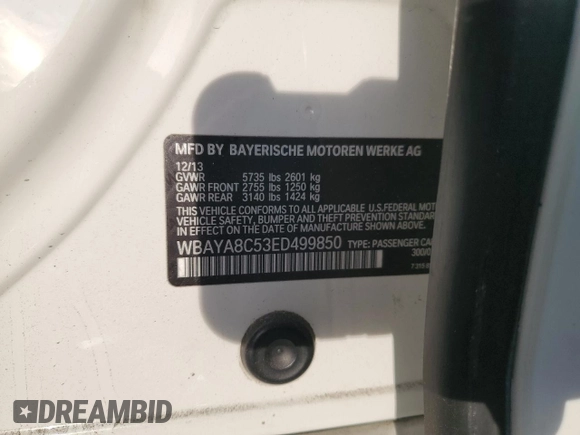 MFD BY BAYERISCHE MOTOREN WERKE AG
12/13
GVWR 5735 lbs 2601 kg
GAWR FRONT 2755 lbs 1250 kg
GAWR REAR 3140 lbs 1424 kg
THIS VEHICLE CONFORMS TO ALL APPLICABLE U.S.FEDERAL MOT
VEHICLE SAFETY, BUMPER AND THEFT PREVENTION STANDAR
IN EFFECT ON THE DATE OF MANUFACTURE SHOWN ABOVE.
WBAYA8C53ED499850 TYPE: PASSENGER CA
300/
DREAMBID